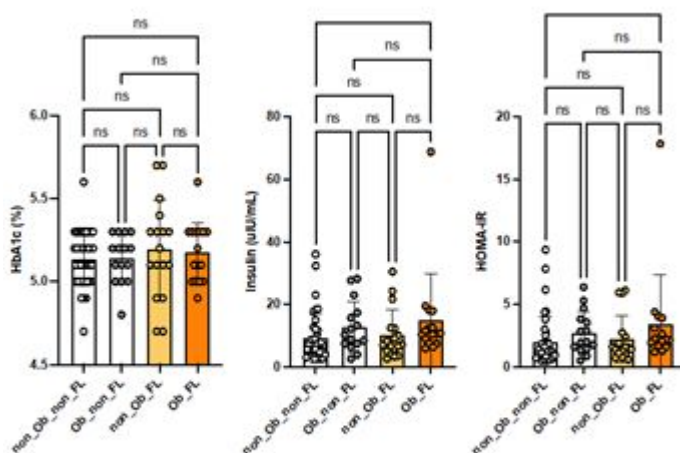 ns
ns
ns
ns
ns ns ns
HbA1c (%)
6.0
5.5
5.0
4.5
non_Ob_non_FL
Ob_non_FL
non_Ob_FL
Ob_FL
ns
ns
ns ns ns
Insulin (uIU/mL)
80
60
40
20
0
non_Ob_non_FL
Ob_non_FL
non_Ob_FL
Ob_FL
ns
ns
ns ns ns
HOMA-IR
20
15
10
5
0
non_Ob_non_FL
Ob_non_FL
non_Ob_FL
Ob_FL